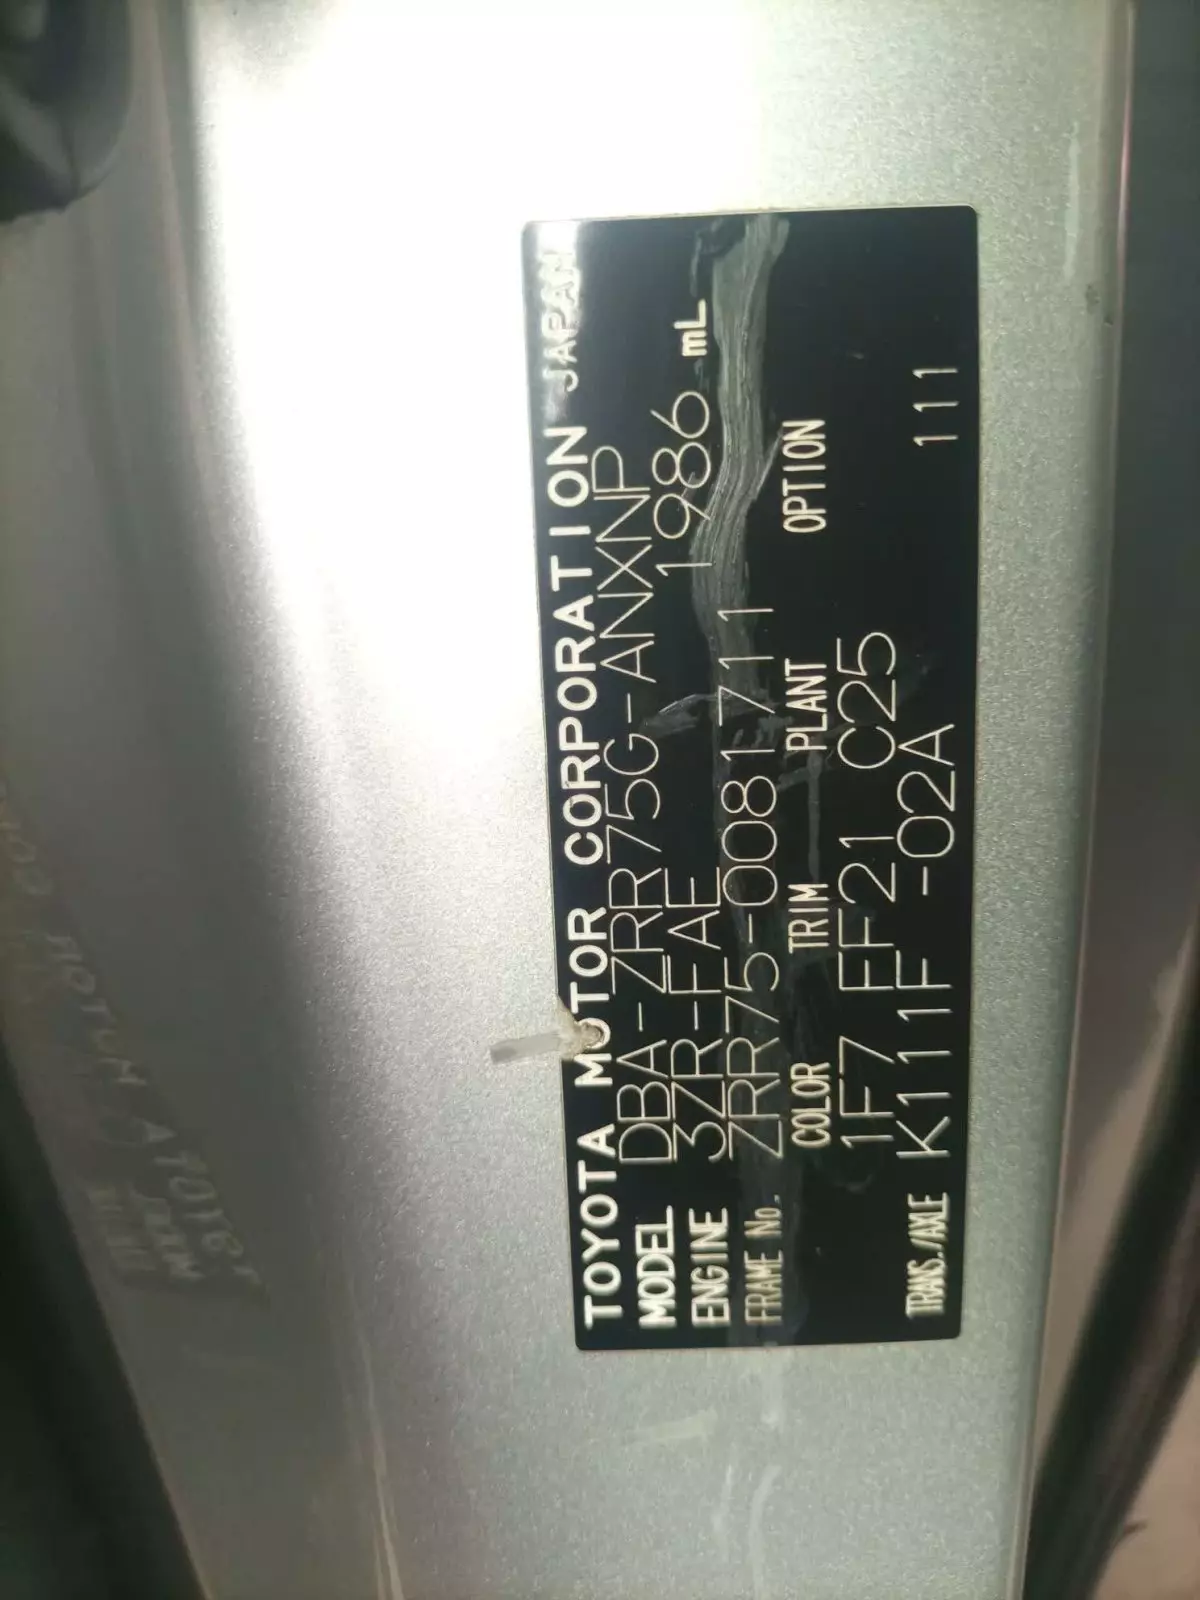 TOYOTA MOTOR CORPORATION JAPAN
MODEL DBA-ZRR75G-ANXNP
ENGINE 3ZR-FAE 1986 mL
FRAME No. ZRR75-0081711
COLOR TRIM PLANT OPTION
1F7 FF21 C25
TRANS./AXLE K111F -02A 111